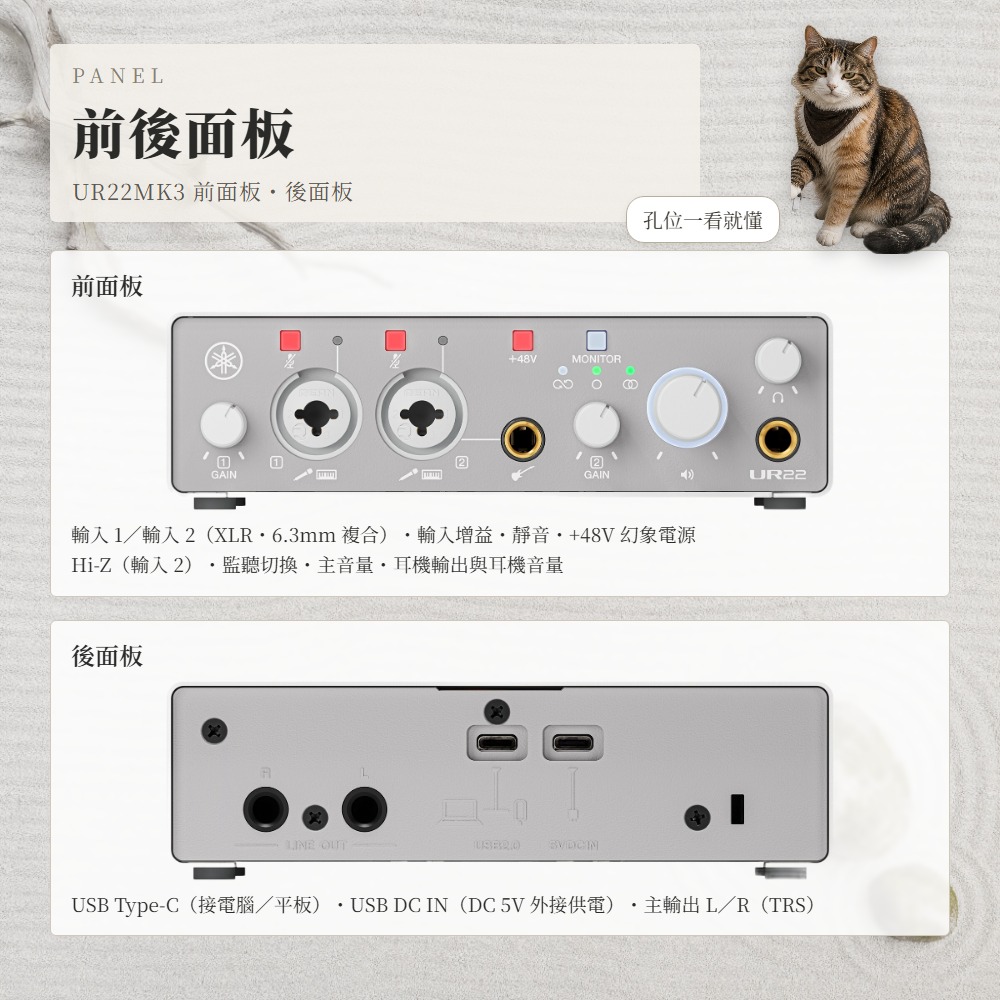 PANEL
前後面板
UR22MK3 前面板・後面板
孔位一看就懂
前面板
+48V
MONITOR
1
GAIN
1
2
2
GAIN
UR22
輸入 1／輸入 2（XLR・6.3mm 複合）・輸入增益・靜音・+48V 幻象電源
Hi-Z（輸入 2）・監聽切換・主音量・耳機輸出與耳機音量
後面板
R
L
LINE OUT
USB2.0
5VDC IN
USB Type-C（接電腦／平板）・USB DC IN（DC 5V 外接供電）・主輸出 L／R（TRS）